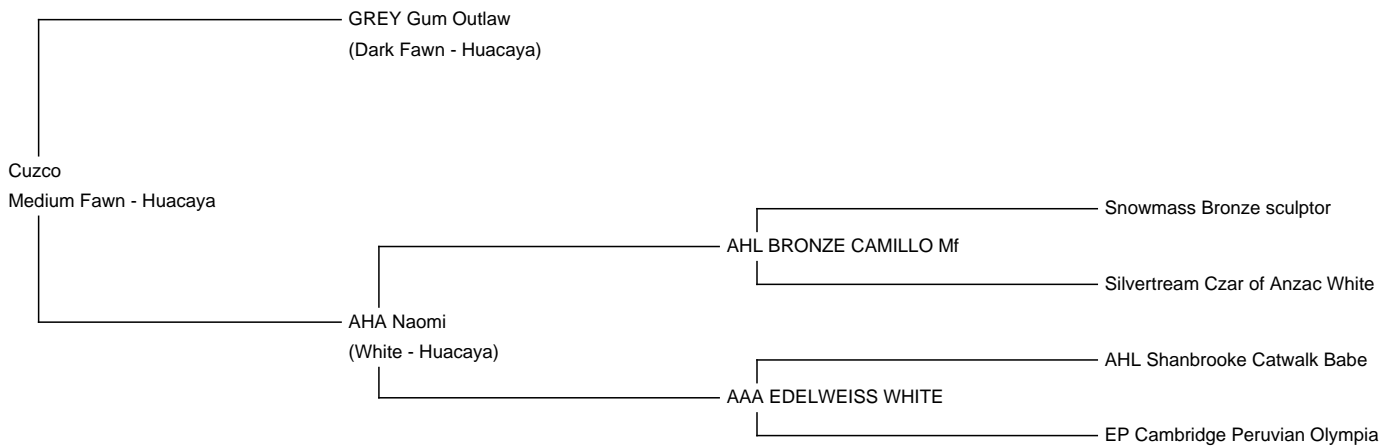 GREY Gum Outlaw
(Dark Fawn - Huacaya)
Cuzco
Medium Fawn - Huacaya
Snowmass Bronze sculptor
AHL BRONZE CAMILLO Mf
Silvertream Czar of Anzac White
AHA Naomi
(White - Huacaya)
AHL Shanbrooke Catwalk Babe
AAA EDELWEISS WHITE
EP Cambridge Peruvian Olympia